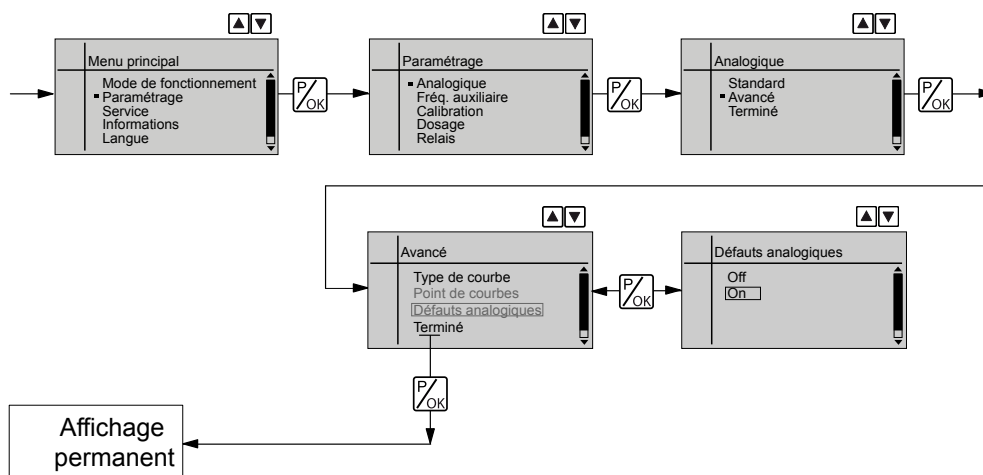 Menu principal
Mode de fonctionnement
Paramétrage
Service
Informations
Langue
P/OK
Paramétrage
Analogique
Fréq. auxiliaire
Calibration
Dosage
Relais
P/OK
Analogique
Standard
Avancé
Terminé
P/OK
Avancé
Type de courbe
Point de courbes
Défauts analogiques
Terminé
P/OK
Défauts analogiques
Off
On
P/OK
Affichage
permanent